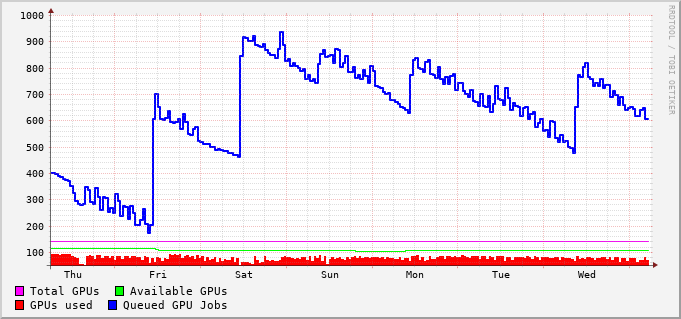 1000
900
800
700
600
500
400
300
200
100
Thu Fri Sat Sun Mon Tue Wed
Total GPUs Available GPUs
GPUs used Queued GPU Jobs
RRDTOOL / TOBI OETIKER